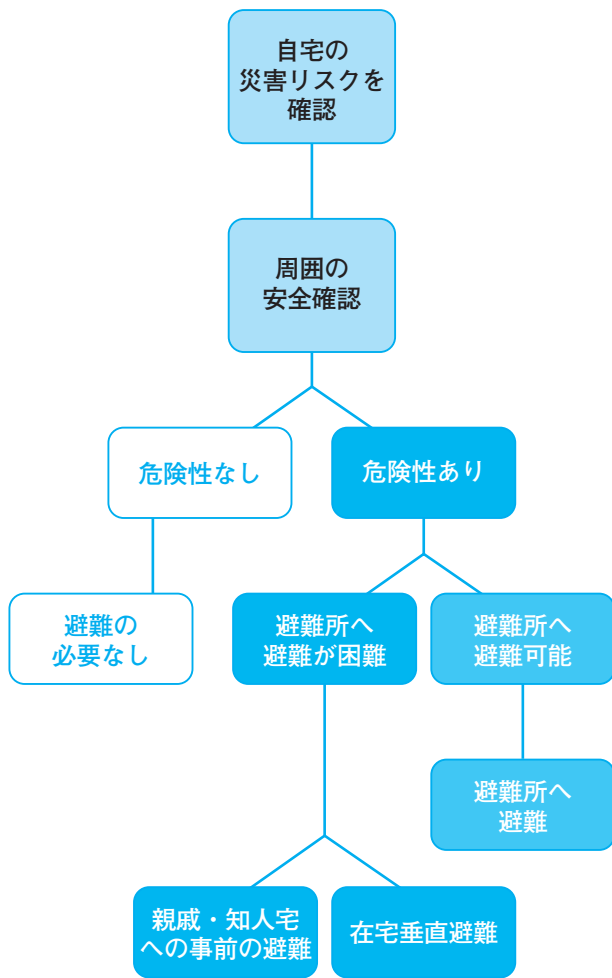 自宅の
災害リスクを
確認
周囲の
安全確認
危険性なし
危険性あり
避難の
必要なし
避難所へ
避難が困難
避難所へ
避難可能
避難所へ
避難
親戚・知人宅
への事前の避難
在宅垂直避難